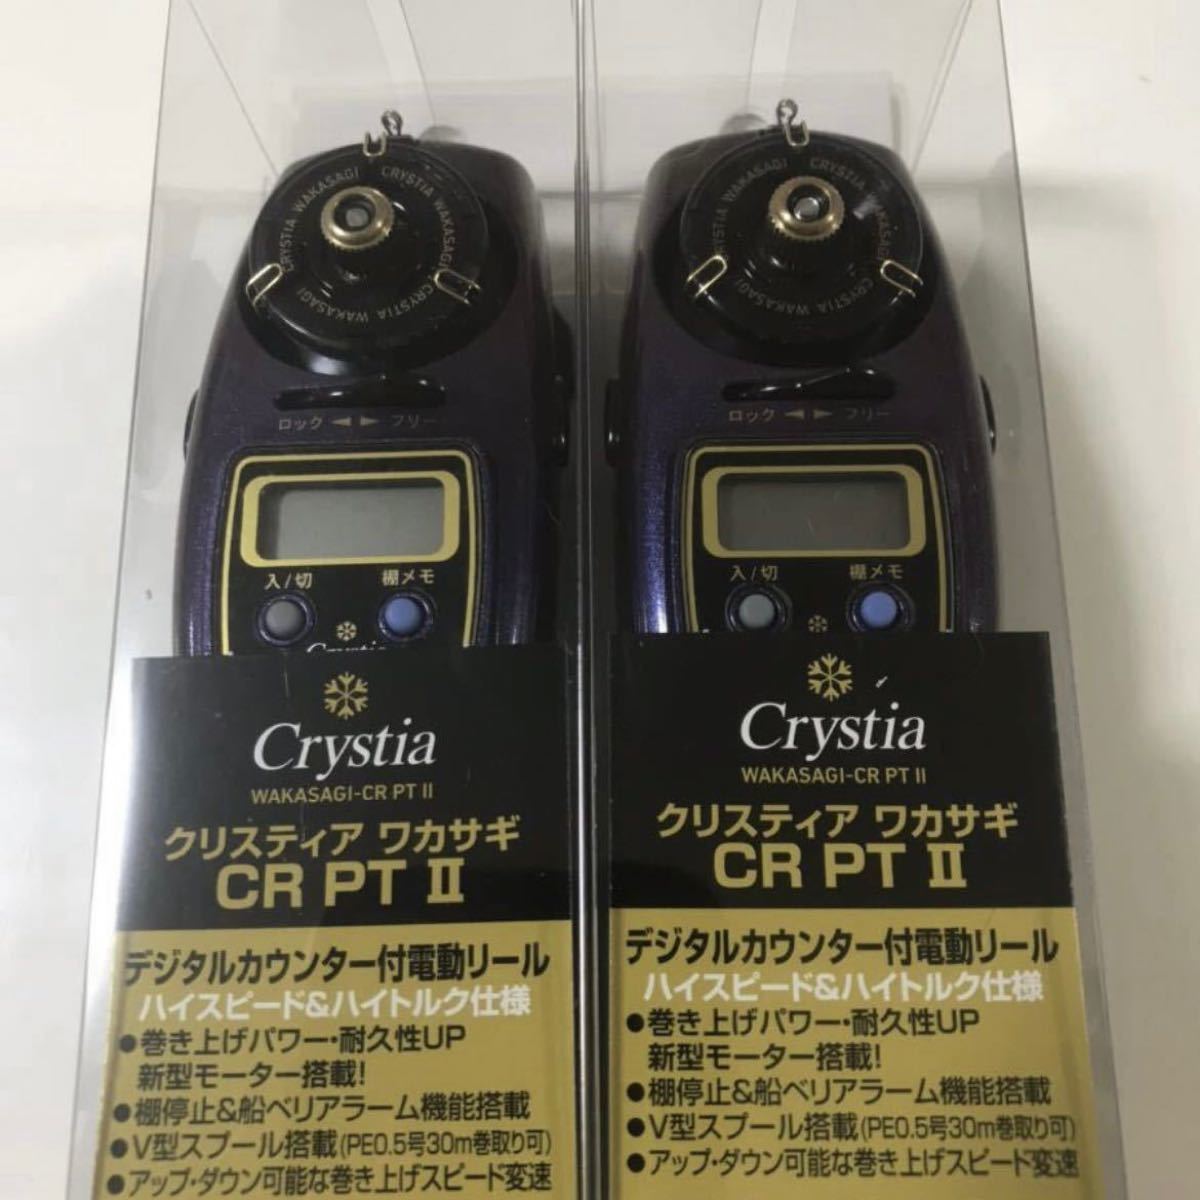 CRYSTIA WAKASAGI CRYSTIA WAKASAGI CRYSTIA WAKASAGI
ロック ◀ ▶ フリー
入/切 棚メモ
Crystia
Crystia
WAKASAGI-CR PT II
クリスティア ワカサギ
CR PT II
デジタルカウンター付電動リール
ハイスピード&ハイトルク仕様
●巻き上げパワー・耐久性UP
新型モーター搭載!
●棚停止&船ベリアラーム機能搭載
●V型スプール搭載(PE0.5号30m巻取り可)
●アップ・ダウン可能な巻き上げスピード変速
CRYSTIA WAKASAGI CRYSTIA WAKASAGI CRYSTIA WAKASAGI
ロック ◀ ▶ フリー
入/切 棚メモ
Crystia
WAKASAGI-CR PT II
クリスティア ワカサギ
CR PT II
デジタルカウンター付電動リール
ハイスピード&ハイトルク仕様
●巻き上げパワー・耐久性UP
新型モーター搭載!
●棚停止&船ベリアラーム機能搭載
●V型スプール搭載(PE0.5号30m巻取り可)
●アップ・ダウン可能な巻き上げスピード変速